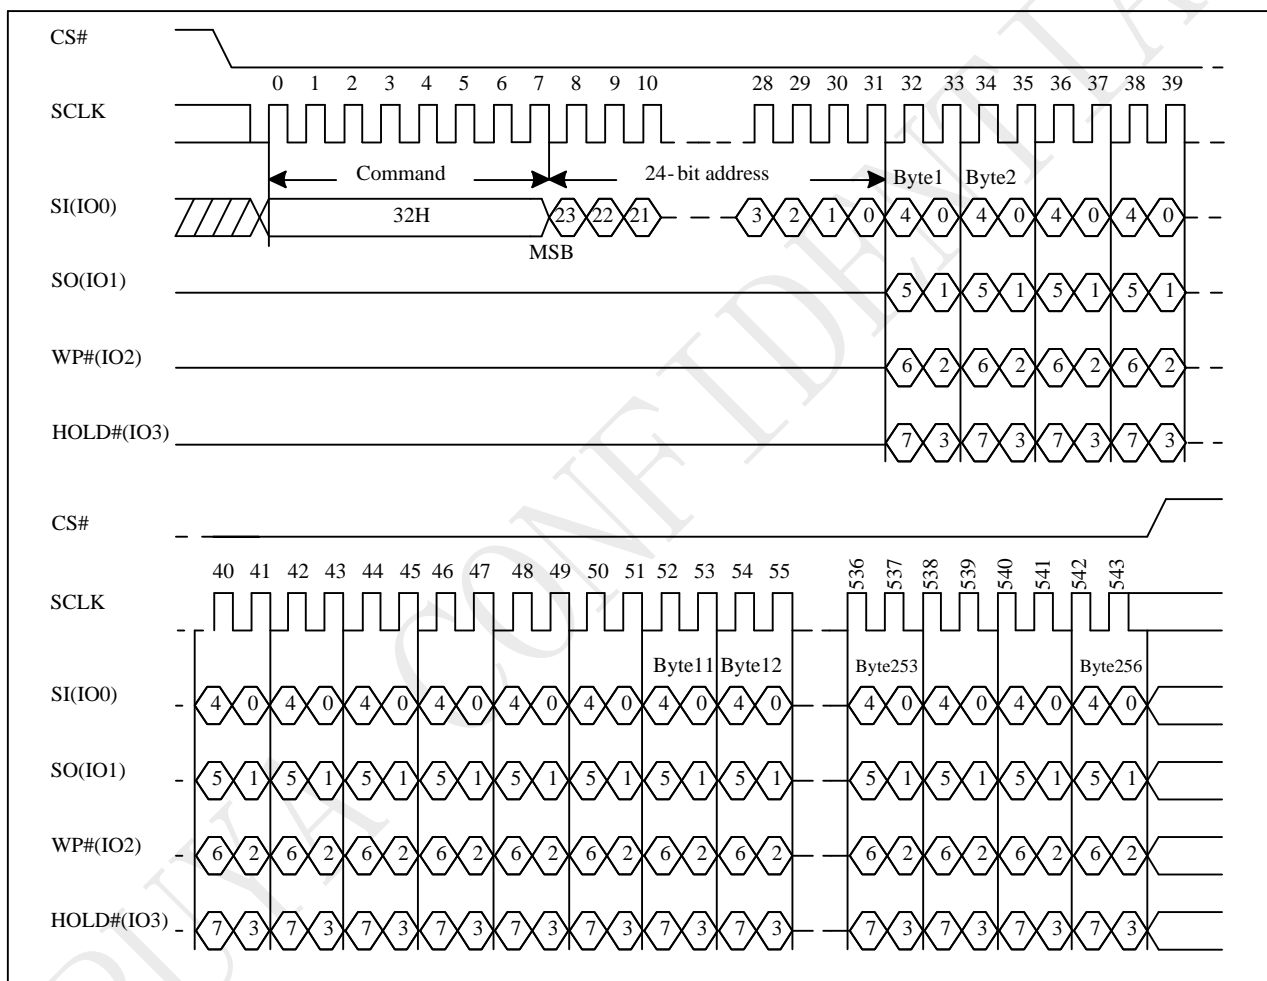 CS#
0 1 2 3 4 5 6 7 8 9 10 28 29 30 31 32 33 34 35 36 37 38 39
SCLK
Command 24-bit address Byte1 Byte2
SI(IO0) 32H 23 22 21 3 2 1 0 4 0 4 0 4 0 4 0
MSB
SO(IO1) 5 1 5 1 5 1 5 1
WP#(IO2) 6 2 6 2 6 2 6 2
HOLD#(IO3) 7 3 7 3 7 3 7 3
CS#
40 41 42 43 44 45 46 47 48 49 50 51 52 53 54 55 536 537 538 539 540 541 542 543
SCLK
Byte11 Byte12 Byte253 Byte256
SI(IO0) 4 0 4 0 4 0 4 0 4 0 4 0 4 0 4 0 4 0 4 0 4 0 4 0
SO(IO1) 5 1 5 1 5 1 5 1 5 1 5 1 5 1 5 1 5 1 5 1 5 1 5 1
WP#(IO2) 6 2 6 2 6 2 6 2 6 2 6 2 6 2 6 2 6 2 6 2 6 2 6 2
HOLD#(IO3) 7 3 7 3 7 3 7 3 7 3 7 3 7 3 7 3 7 3 7 3 7 3 7 3
PUYA CONFIDENTIAL